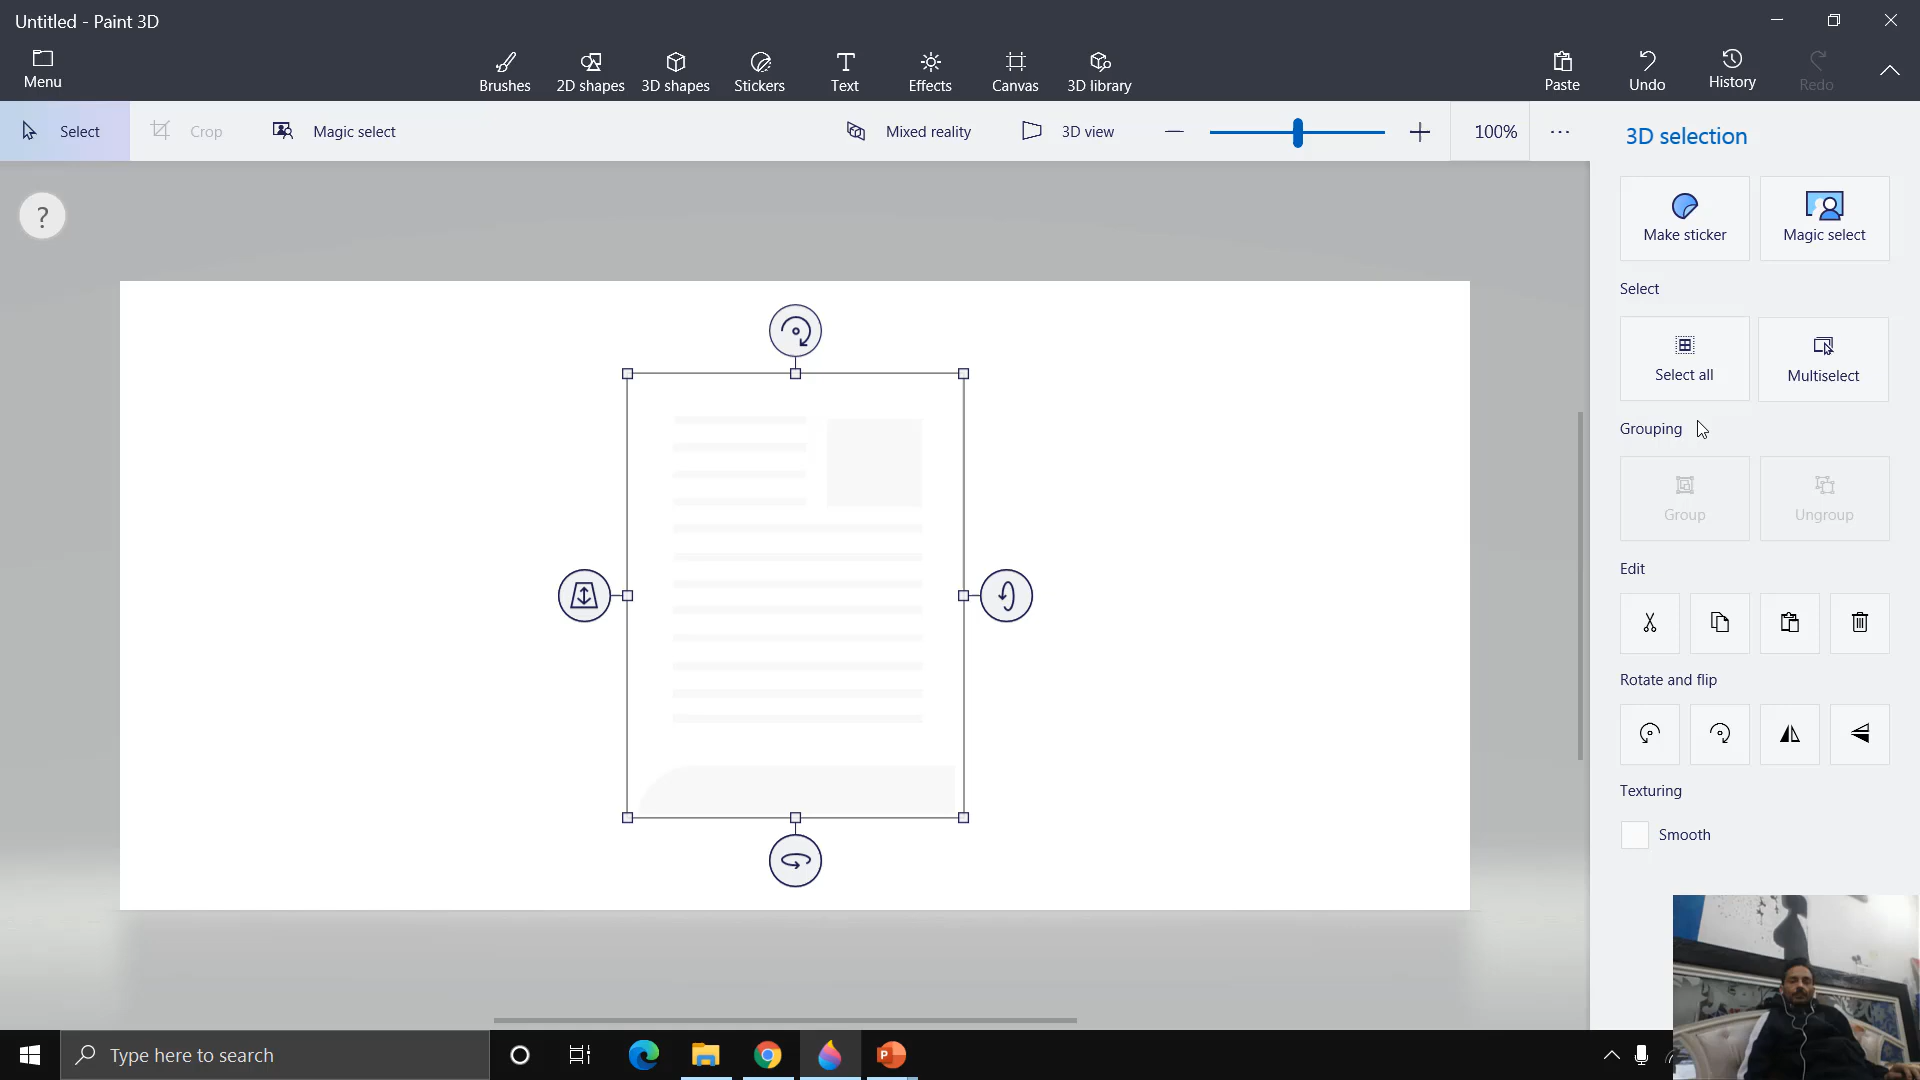 Untitled - Paint 3D
Menu
Brushes
2D shapes
3D shapes
Stickers
Text
Effects
Canvas
3D library
Paste
Undo
History
Redo
Select
Crop
Magic select
Mixed reality
3D view
100%
3D selection
?
Make sticker
Magic select
Select
Select all
Multiselect
Grouping
Group
Ungroup
Edit
Rotate and flip
Texturing
Smooth
Type here to search